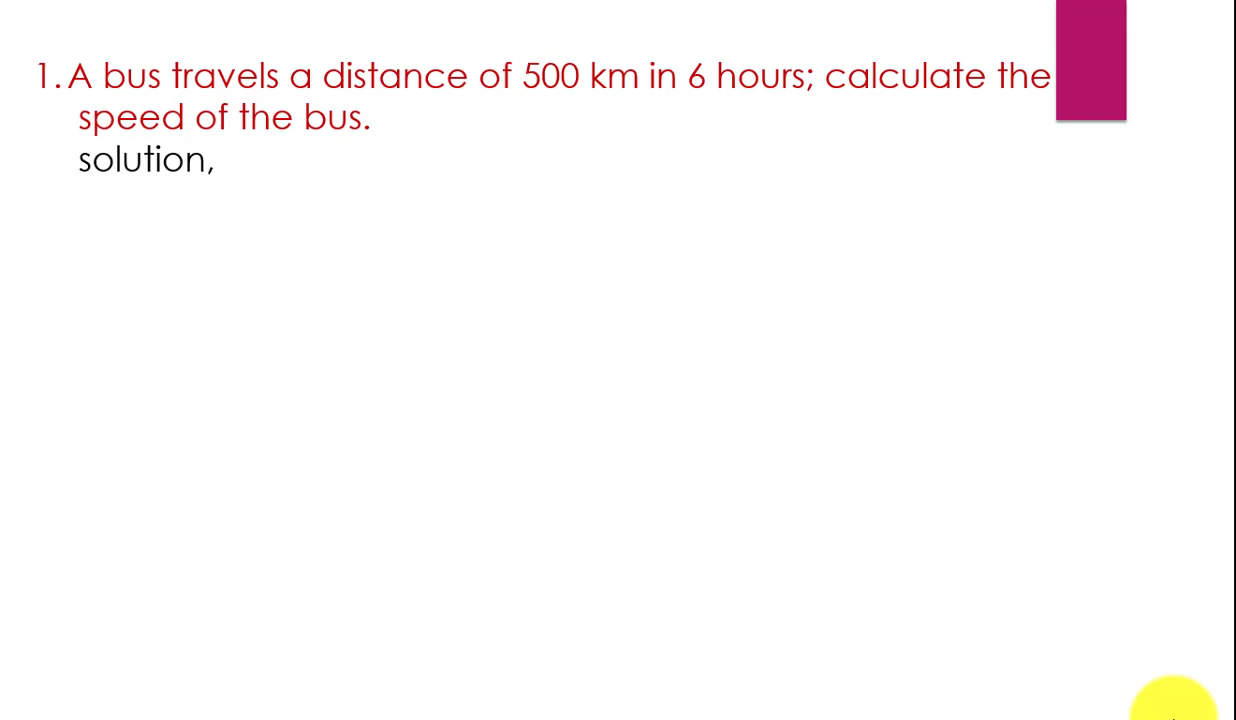 1. A bus travels a distance of 500 km in 6 hours; calculate the
speed of the bus.
solution,